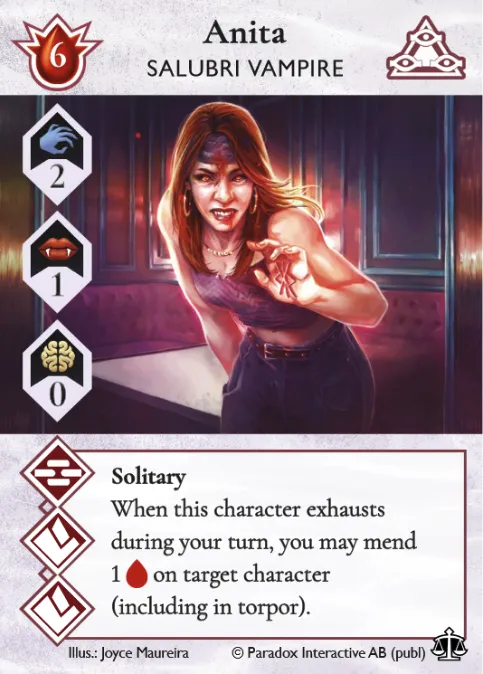 6
Anita
SALUBRI VAMPIRE
2
1
0
Solitary
When this character exhausts
during your turn, you may mend
1 on target character
(including in torpor).
Illus.: Joyce Maureira © Paradox Interactive AB (publ)